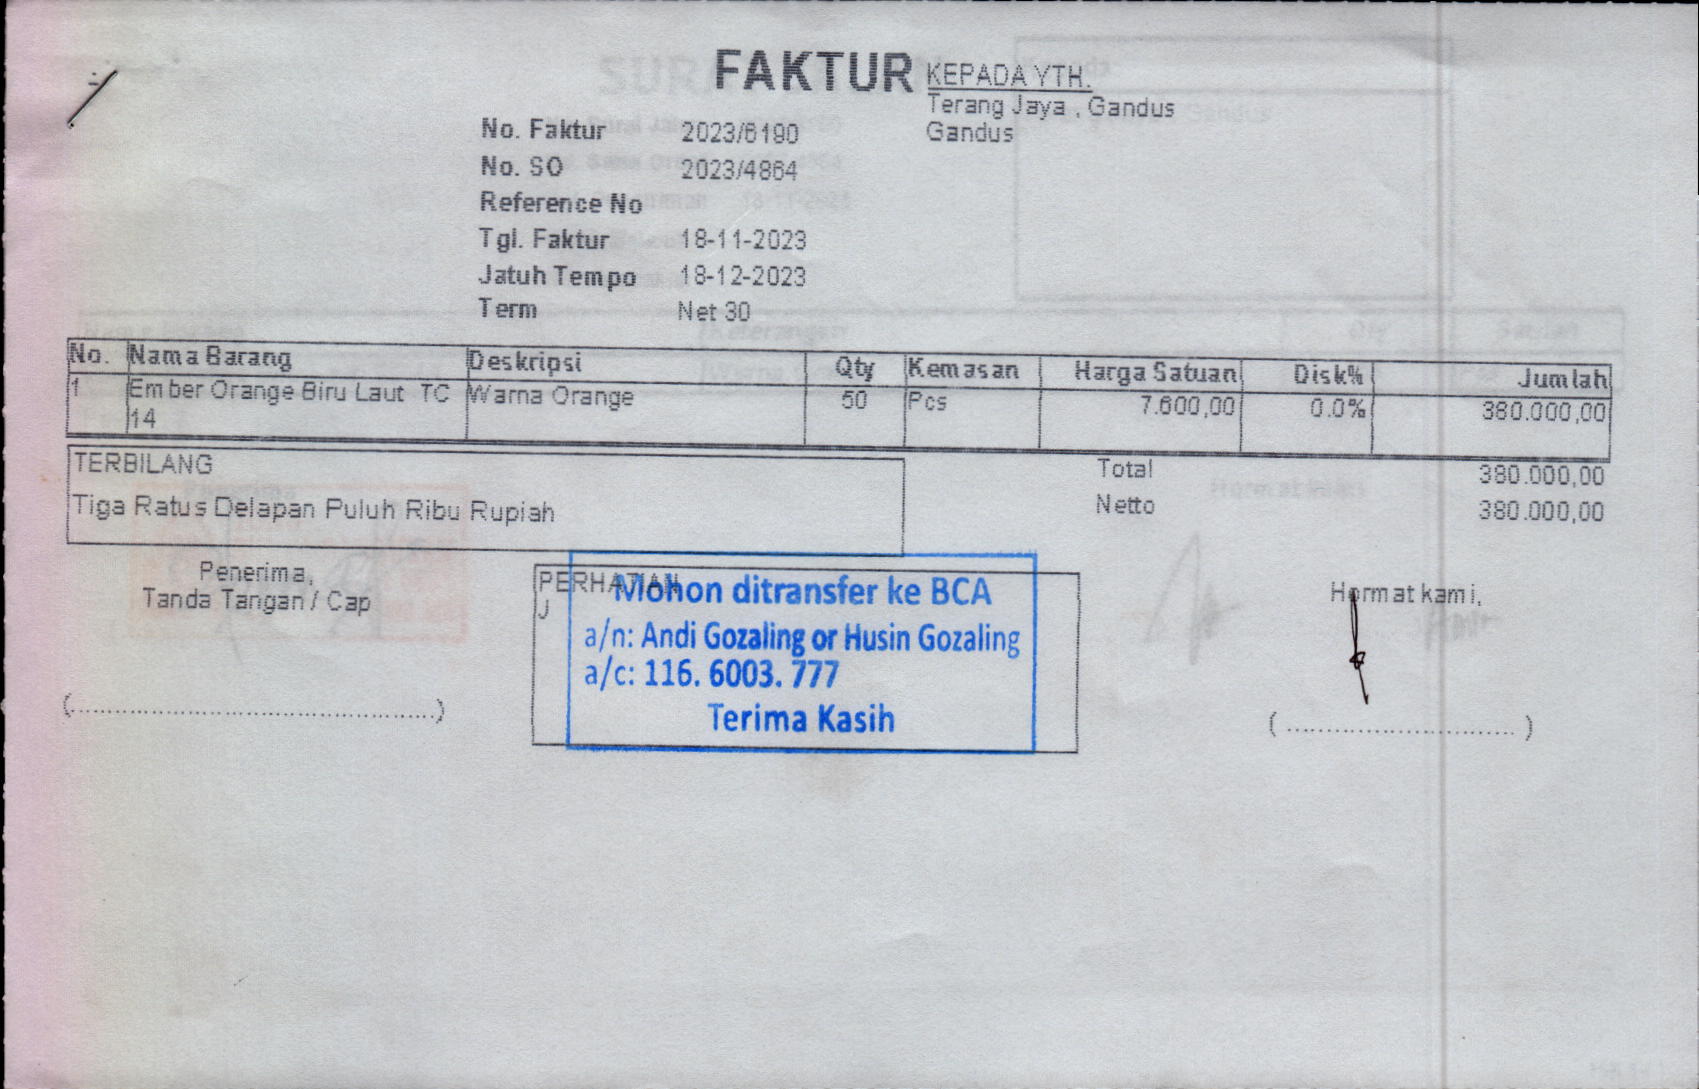 FAKTUR
KEPADA YTH.
Terang Jaya , Gandus
Gandus
No. Faktur 2023/6190
No. SO 2023/4864
Reference No
Tgl. Faktur 18-11-2023
Jatuh Tempo 18-12-2023
Term Net 30
No. Nama Barang Deskripsi Qty Kemasan Harga Satuan Disk% Jumlah
1 Ember Orange Biru Laut TC Warna Orange 50 Pcs 7.600,00 0.0% 380.000,00
14
TERBILANG
Tiga Ratus Delapan Puluh Ribu Rupiah
Total 380.000,00
Netto 380.000,00
Penerima,
Tanda Tangan / Cap
(..............................................)
PERHATIAN
J
Mohon ditransfer ke BCA
a/n: Andi Gozaling or Husin Gozaling
a/c: 116. 6003. 777
Terima Kasih
Hormat kami,
( ............................. )